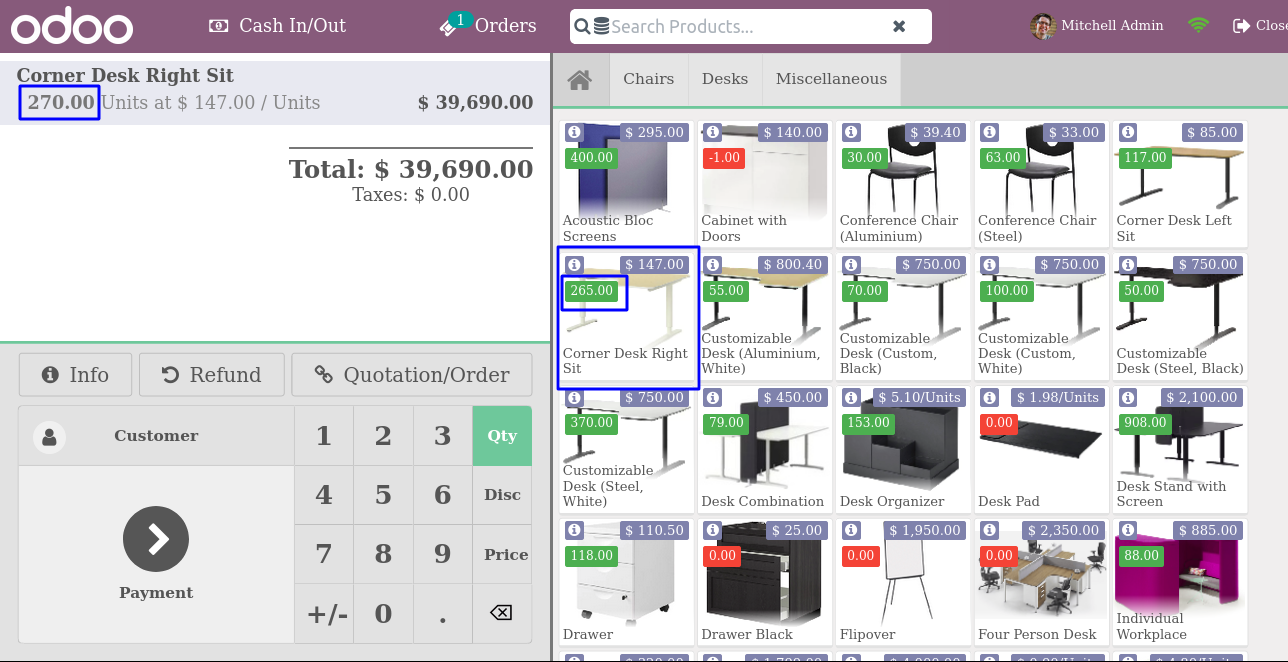 odoo
Cash In/Out
1
Orders
Search Products...
Mitchell Admin
Close
Corner Desk Right Sit
270.00 Units at $ 147.00 / Units
$ 39,690.00
Total: $ 39,690.00
Taxes: $ 0.00
Info
Refund
Quotation/Order
Customer
1
2
3
Qty
4
5
6
Disc
7
8
9
Price
+/-
0
.
Payment
Chairs
Desks
Miscellaneous
$ 295.00
400.00
Acoustic Bloc
Screens
$ 140.00
-1.00
Cabinet with
Doors
$ 39.40
30.00
Conference Chair
(Aluminium)
$ 33.00
63.00
Conference Chair
(Steel)
$ 85.00
117.00
Corner Desk Left
Sit
$ 147.00
265.00
Corner Desk Right
Sit
$ 800.40
55.00
Customizable
Desk (Aluminium,
White)
$ 750.00
70.00
Customizable
Desk (Custom,
Black)
$ 750.00
100.00
Customizable
Desk (Custom,
White)
$ 750.00
50.00
Customizable
Desk (Steel, Black)
$ 750.00
370.00
Customizable
Desk (Steel,
White)
$ 450.00
79.00
Desk Combination
$ 5.10/Units
153.00
Desk Organizer
$ 1.98/Units
0.00
Desk Pad
$ 2,100.00
908.00
Desk Stand with
Screen
$ 110.50
118.00
Drawer
$ 25.00
0.00
Drawer Black
$ 1,950.00
0.00
Flipover
$ 2,350.00
0.00
Four Person Desk
$ 885.00
88.00
Individual
Workplace